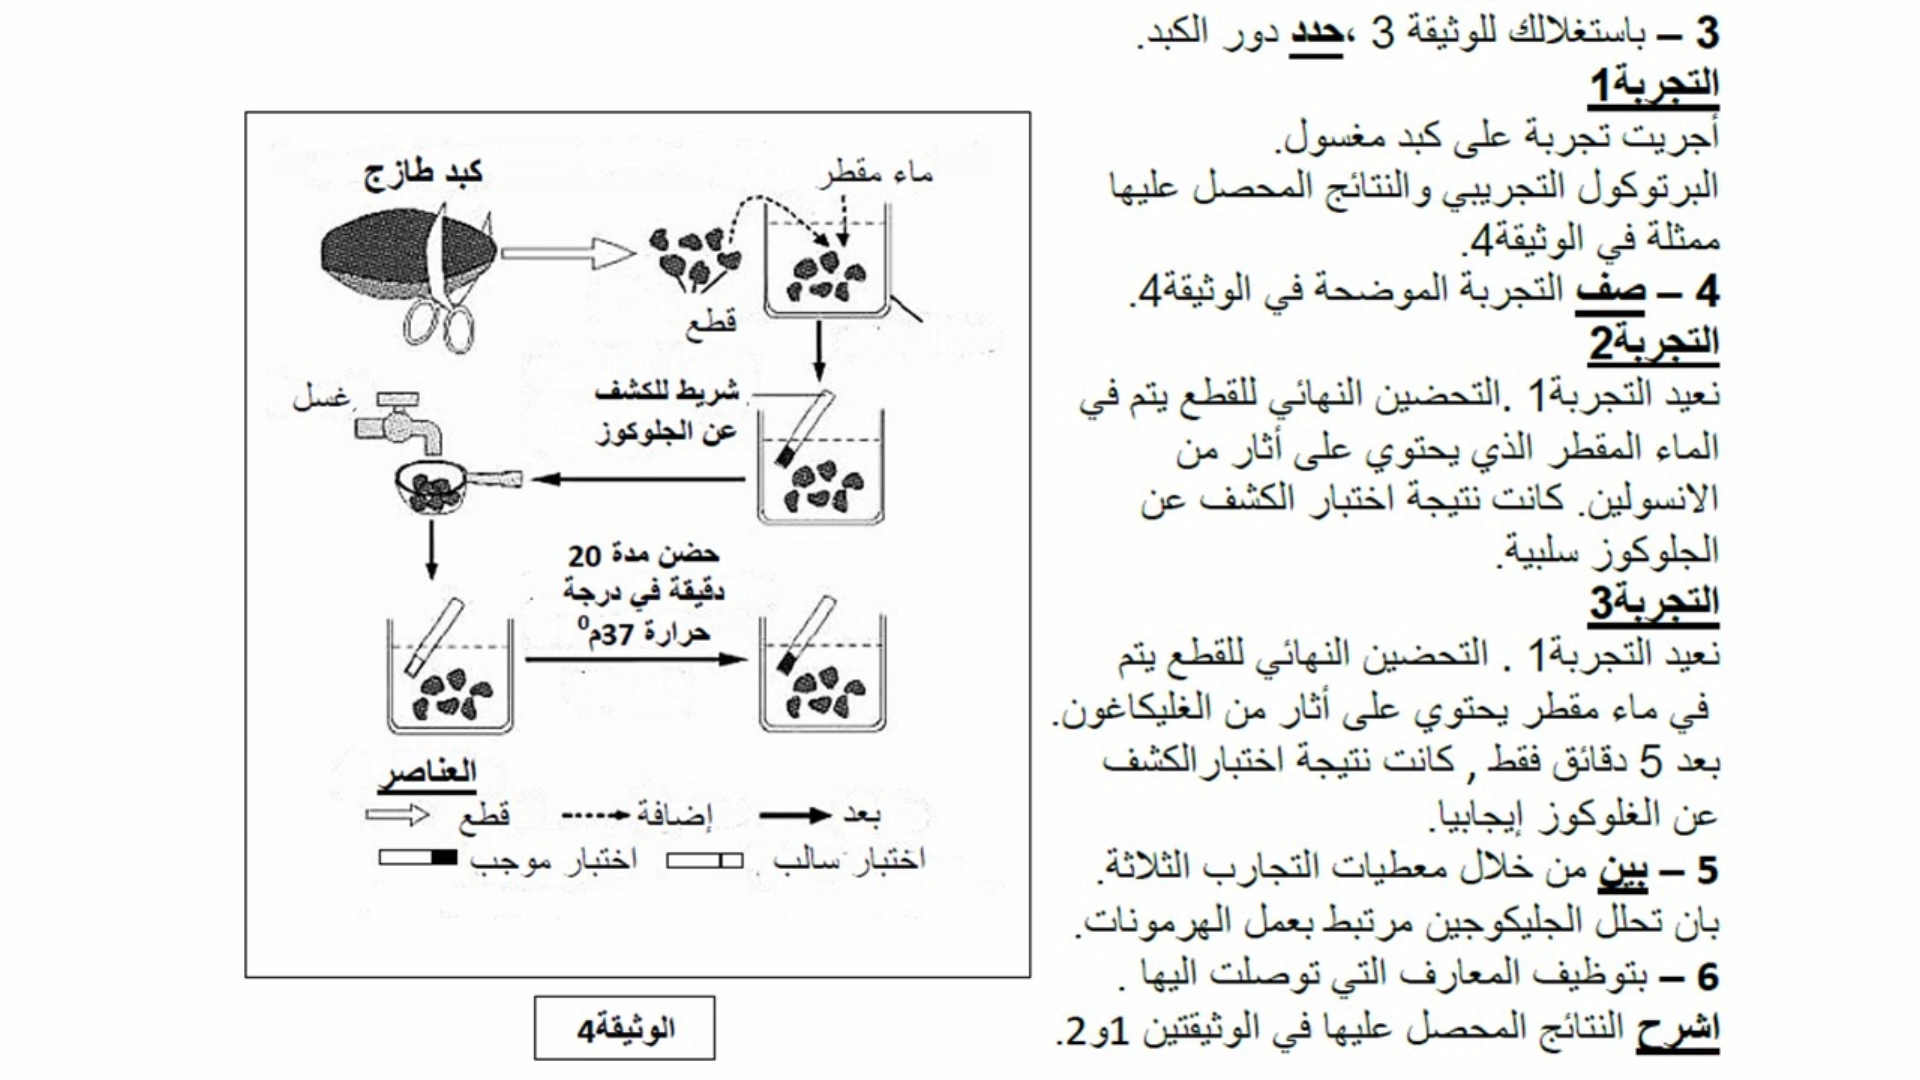 3 – باستغلالك للوثيقة 3 ،حدد دور الكبد.
التجربة1
أجريت تجربة على كبد مغسول.
البرتوكول التجريبي والنتائج المحصل عليها
ممثلة في الوثيقة4.
4 – صف التجربة الموضحة في الوثيقة4.
التجربة2
نعيد التجربة1 .التحضين النهائي للقطع يتم في
الماء المقطر الذي يحتوي على أثار من
الانسولين. كانت نتيجة اختبار الكشف عن
الجلوكوز سلبية.
التجربة3
نعيد التجربة1 . التحضين النهائي للقطع يتم
في ماء مقطر يحتوي على أثار من الغليكاغون.
بعد 5 دقائق فقط , كانت نتيجة اختبار الكشف
عن الغلوكوز إيجابيا.
5 – بين من خلال معطيات التجارب الثلاثة.
بان تحلل الجليكوجين مرتبط بعمل الهرمونات.
6 – بتوظيف المعارف التي توصلت اليها .
اشرح النتائج المحصل عليها في الوثيقتين 1و2.
ماء مقطر
كبد طازج
قطع
شريط للكشف
عن الجلوكوز
غسل
حضن مدة 20
دقيقة في درجة
حرارة 37م⁰
العناصر
بعد
إضافة
قطع
اختبار سالب
اختبار موجب
الوثيقة4